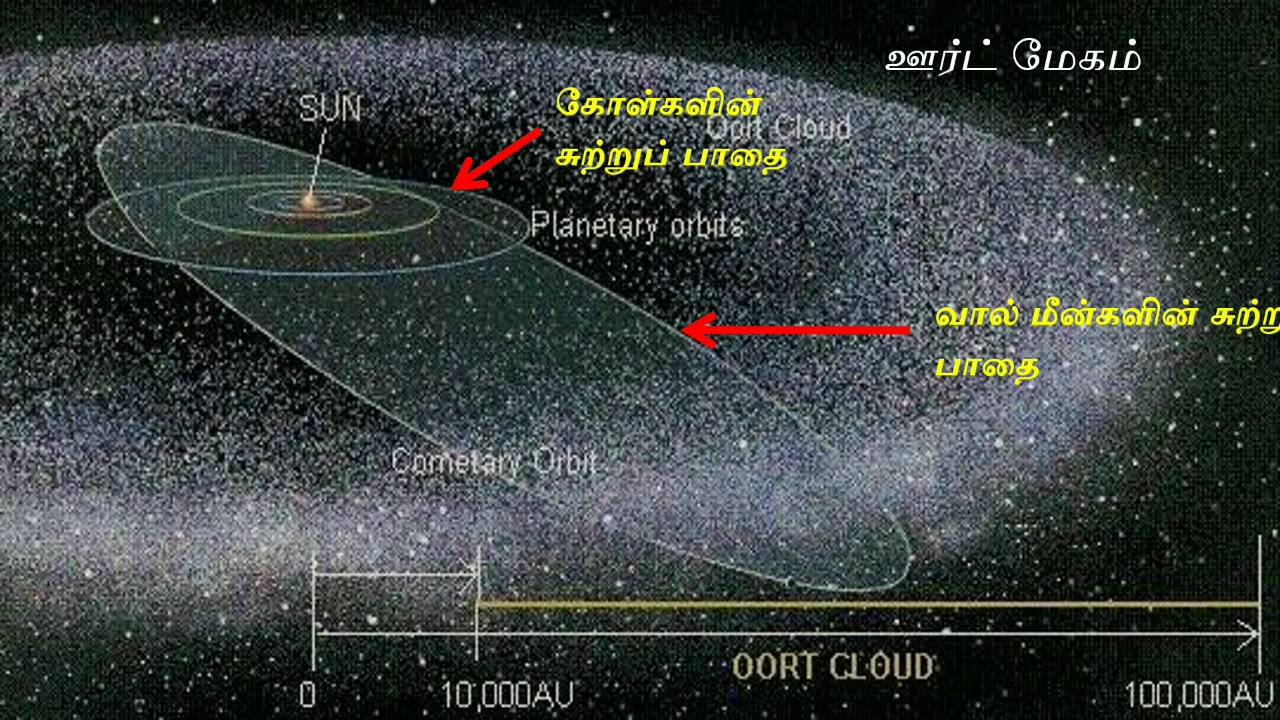 ஊர்ட் மேகம்
SUN
கோள்களின்
Oort Cloud
சுற்றுப் பாதை
Planetary orbits
வால் மீன்களின்
பாதை
Cometary Orbit
OORT CLOUD
0 10,000AU 100,000AU